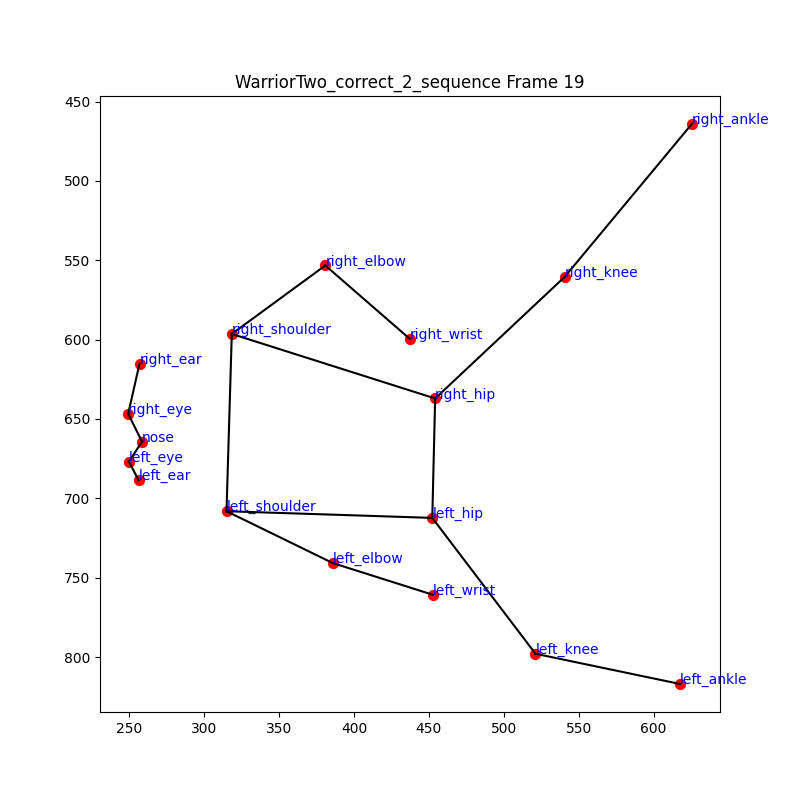 WarriorTwo_correct_2_sequence Frame 19
450
right_ankle
500
550
right_elbow
right_knee
600
right_shoulder
right_wrist
right_ear
right_hip
650
right_eye
nose
left_eye
left_ear
700
left_shoulder
left_hip
750
left_elbow
left_wrist
left_knee
800
left_ankle
250 300 350 400 450 500 550 600